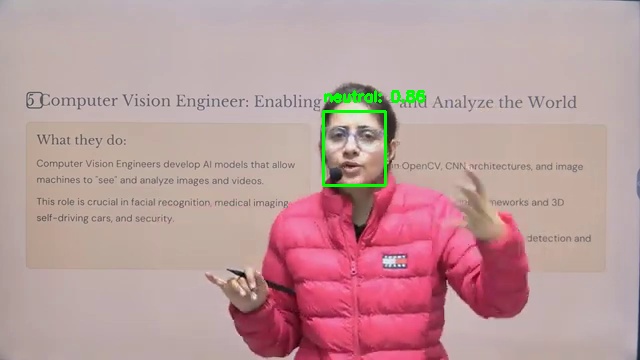 neutral: 0.86
5 Computer Vision Engineer: Enabling and Analyze the World
What they do:
Computer Vision Engineers develop AI models that allow
machines to "see" and analyze images and videos.
This role is crucial in facial recognition, medical imaging,
self-driving cars, and security.
OpenCV, CNN architectures, and image
and 3D
detection and
TOMMY